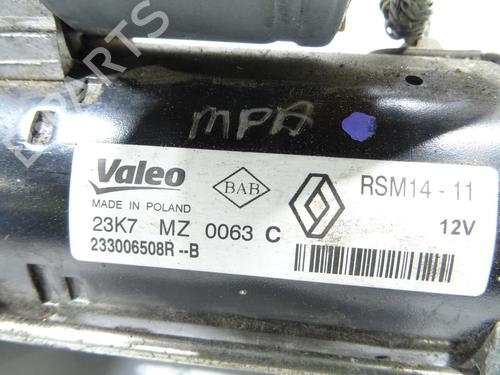 MPA
Valeo
BAB
RSM14 - 11
MADE IN POLAND
12V
23K7 MZ 0063 C
233006508R --B